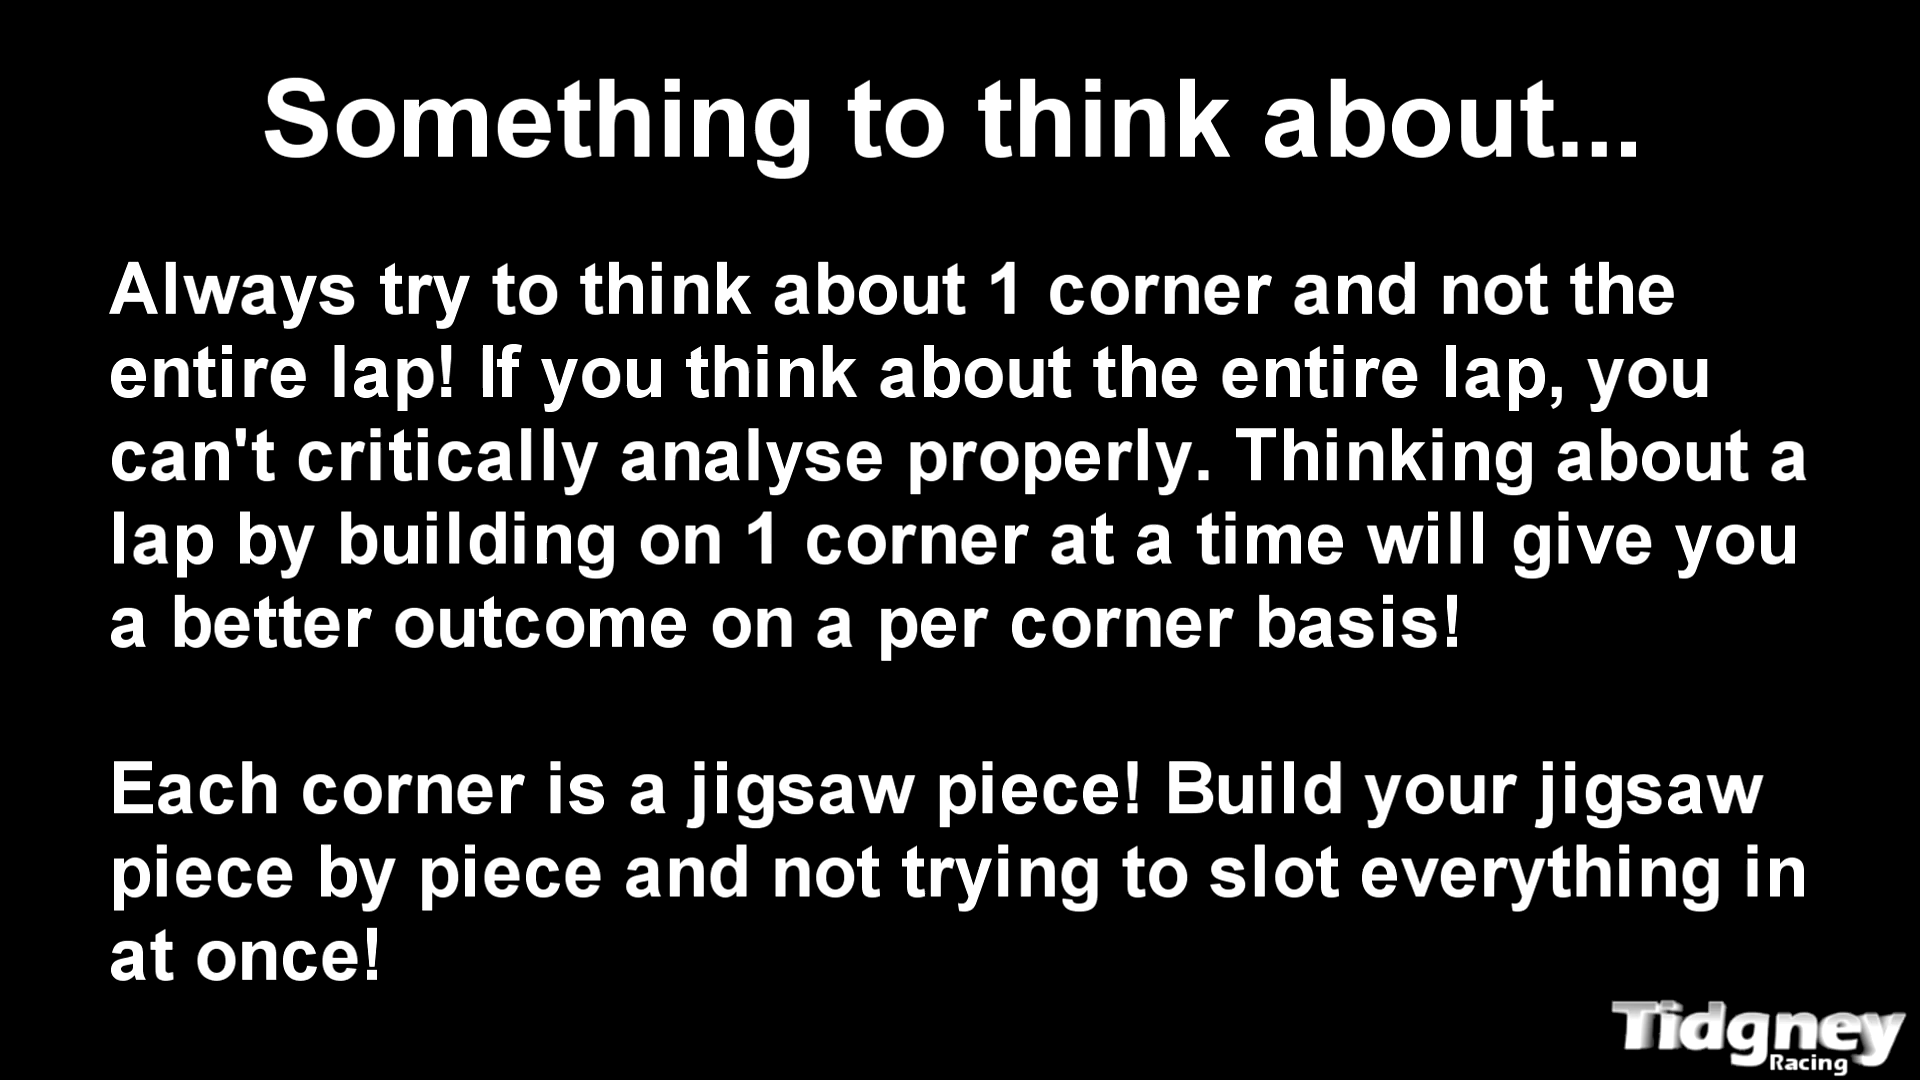 Something to think about...
Always try to think about 1 corner and not the
entire lap! If you think about the entire lap, you
can't critically analyse properly. Thinking about a
lap by building on 1 corner at a time will give you
a better outcome on a per corner basis!
Each corner is a jigsaw piece! Build your jigsaw
piece by piece and not trying to slot everything in
at once!
Tidgney
Racing